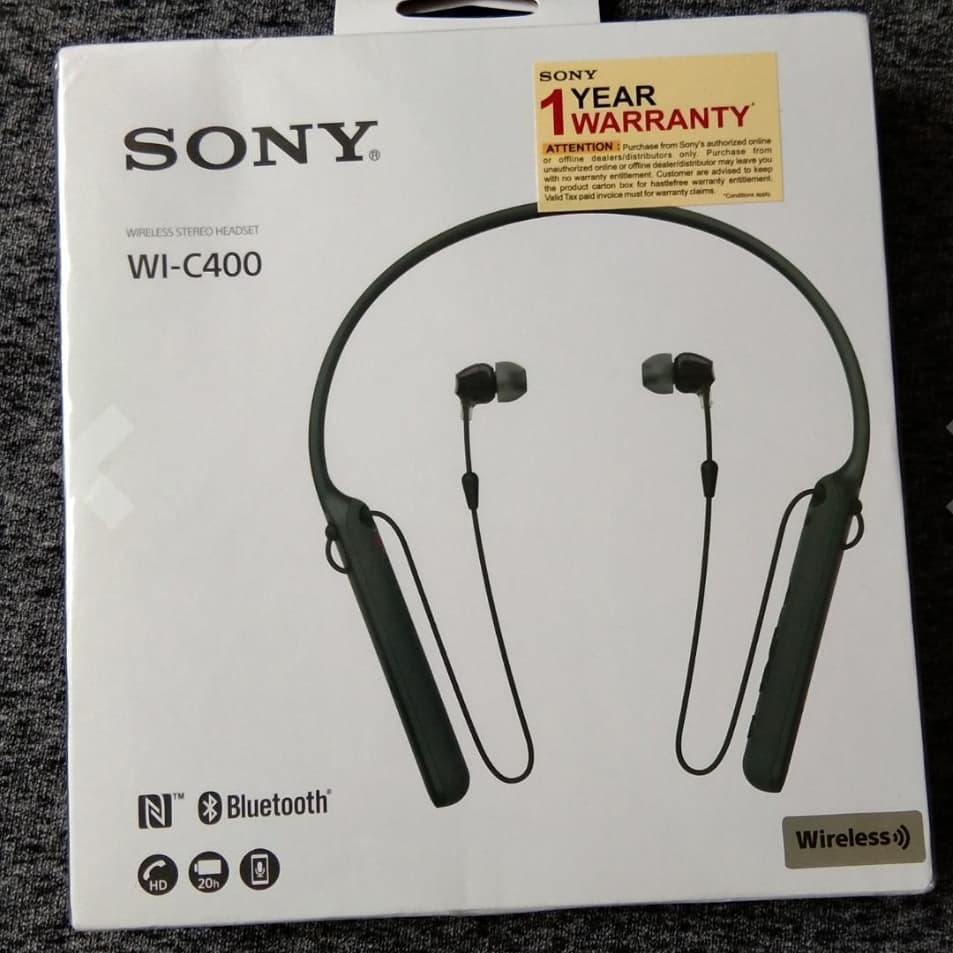 SONY®
WIRELESS STEREO HEADSET
WI-C400
SONY
1 YEAR
WARRANTY*
ATTENTION : Purchase from Sony's authorized online
or offline dealers/distributors only. Purchase from
unauthorized online or offline dealer/distributor may leave you
with no warranty entitlement. Customer are advised to keep
the product carton box for hastlefree warranty entitlement.
Valid Tax paid invoice must for warranty claims. *Conditions apply.
N™ Bluetooth®
HD 20h
Wireless